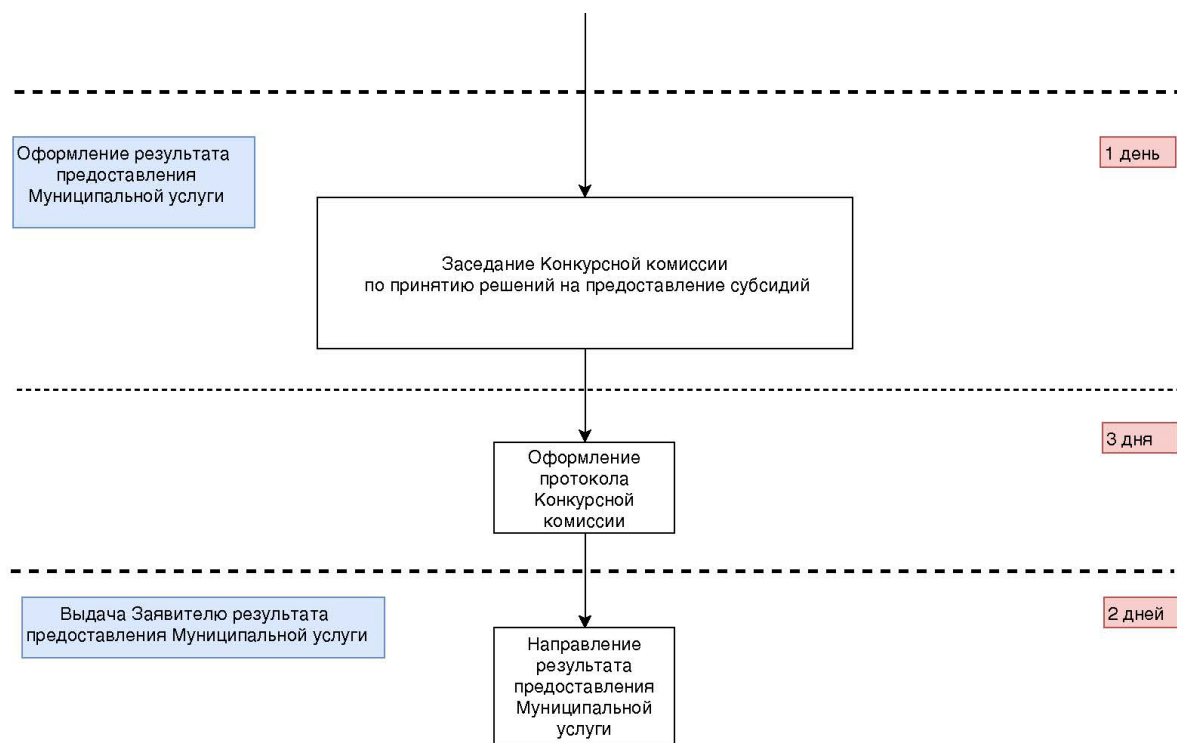 Оформление результата
предоставления
Муниципальной услуги
1 день
Заседание Конкурсной комиссии
по принятию решений на предоставление субсидий
3 дня
Оформление
протокола
Конкурсной
комиссии
Выдача Заявителю результата
предоставления Муниципальной услуги
2 дней
Направление
результата
предоставления
Муниципальной
услуги